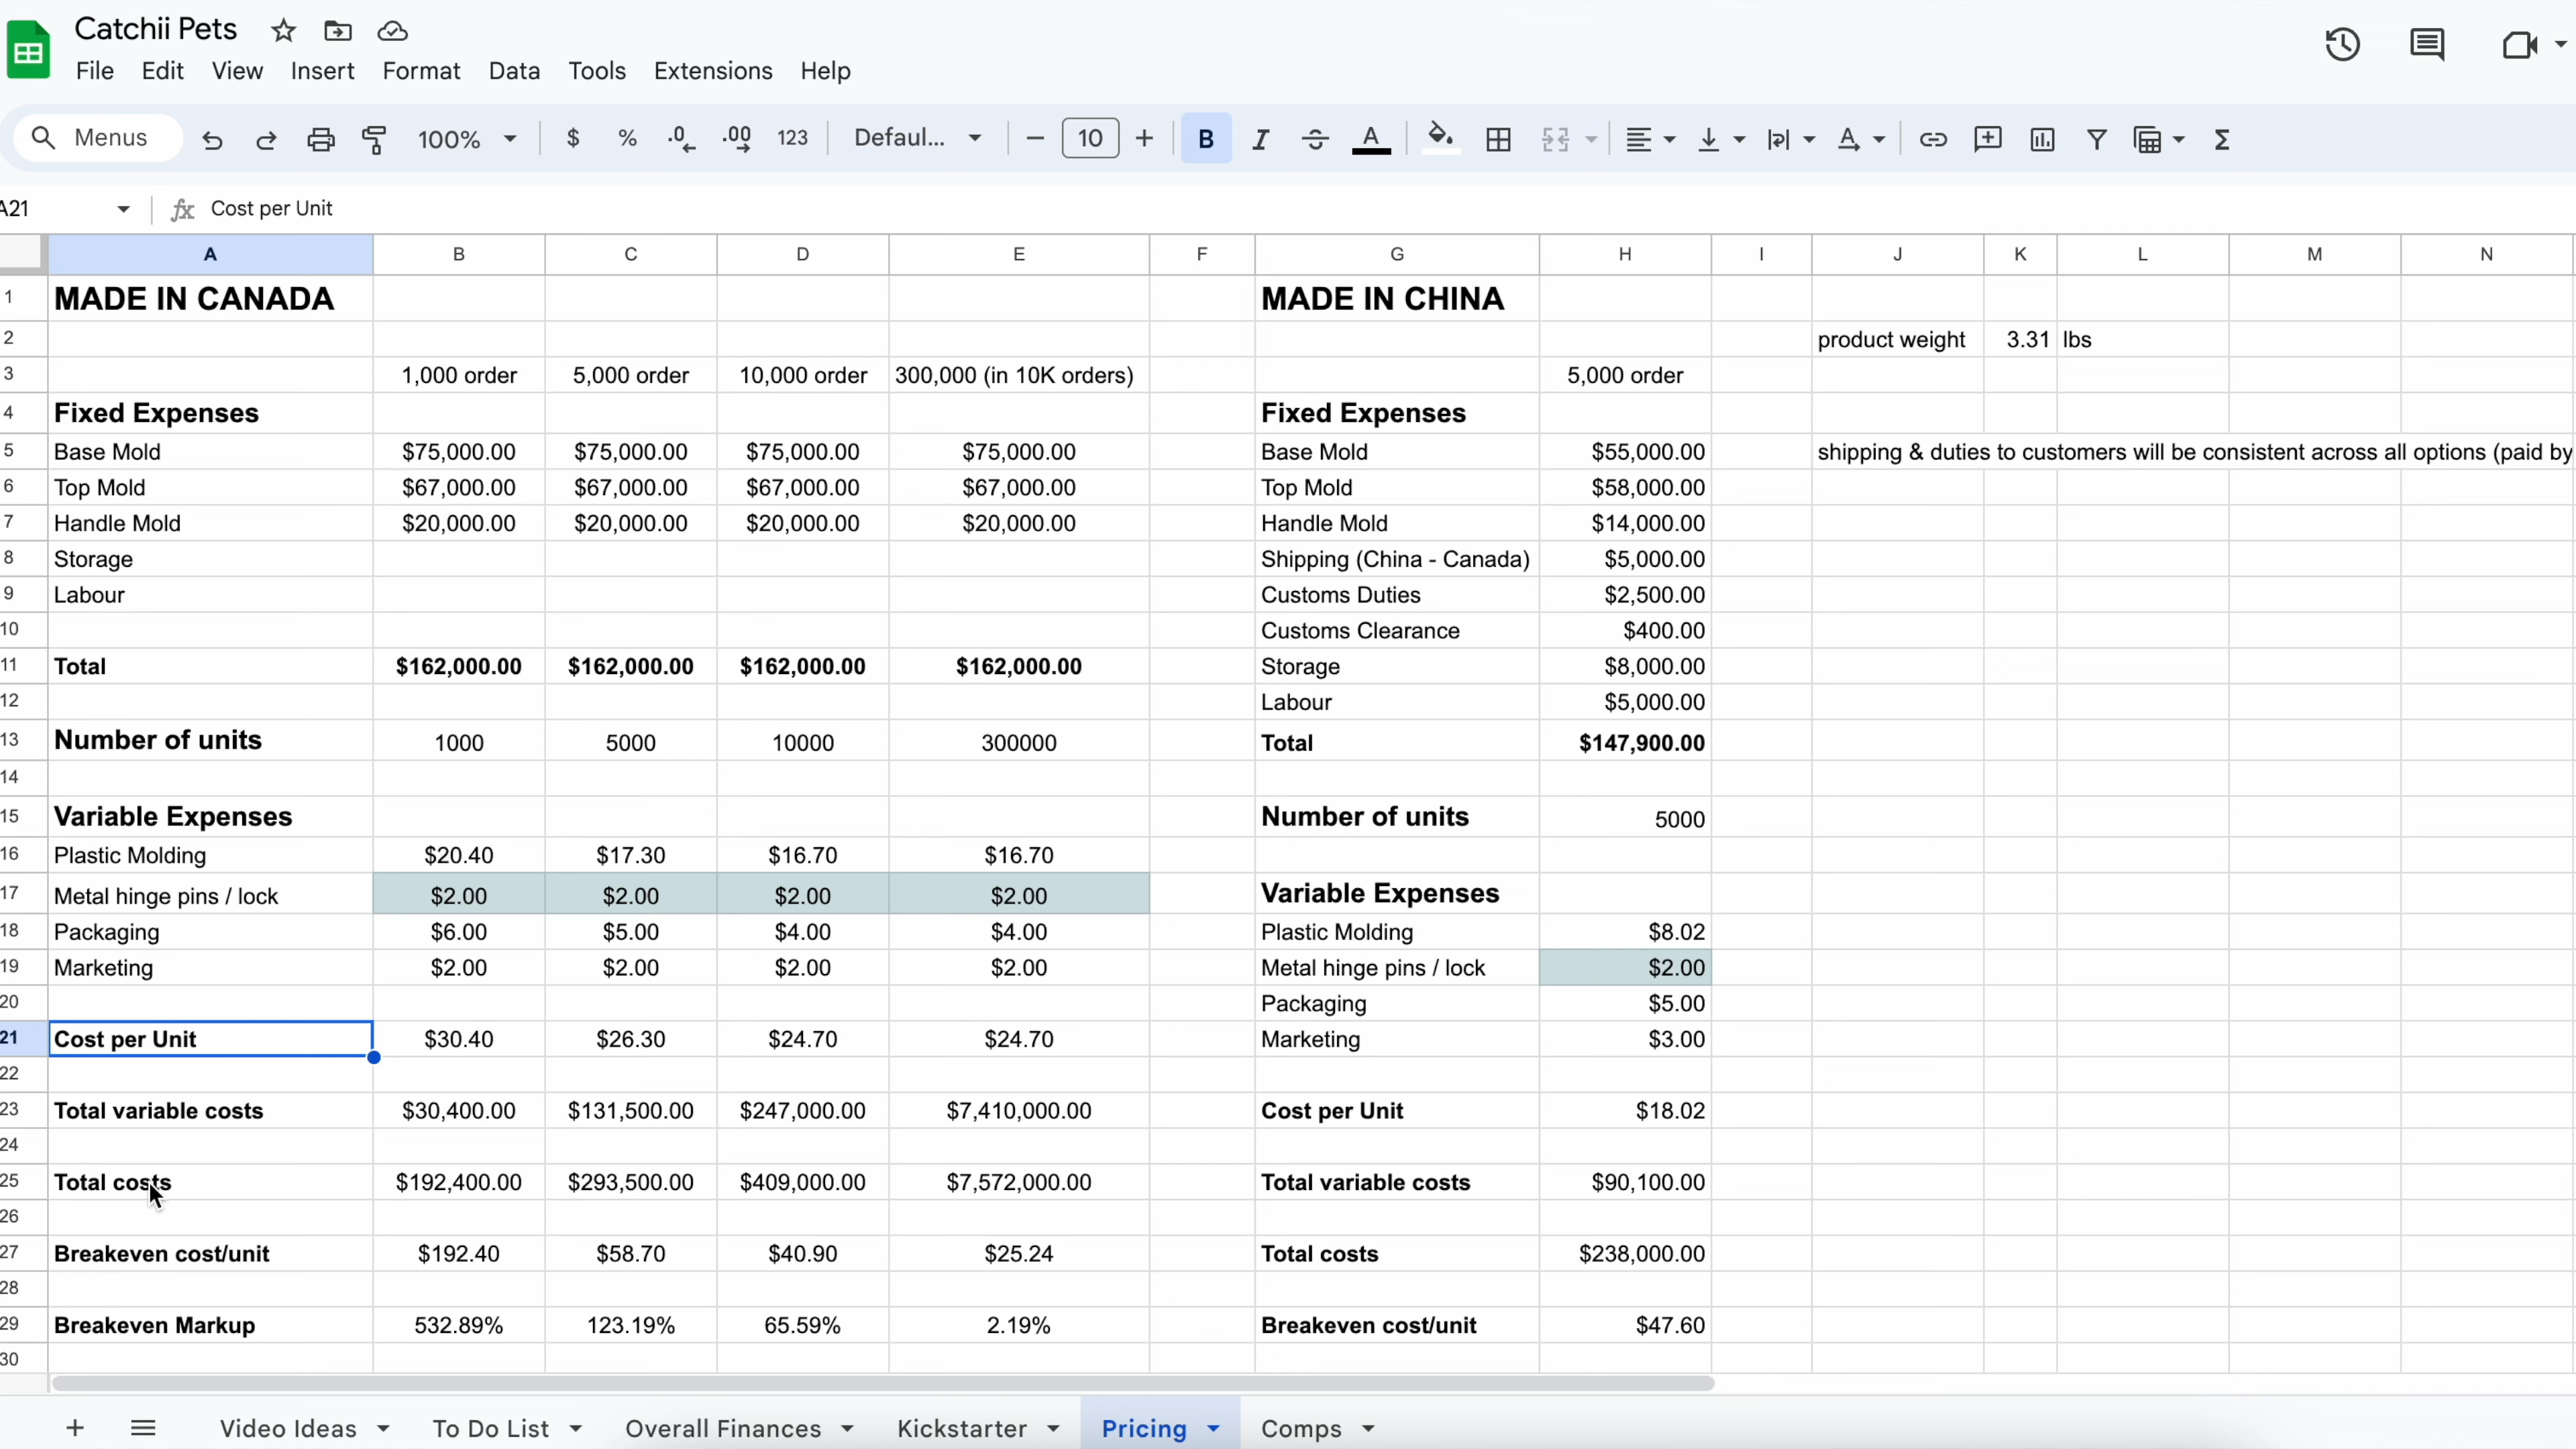 Catchii Pets
File Edit View Insert Format Data Tools Extensions Help
Menus 100% $ % .0 .00 123 Defaul... 10 B I S A
A21 fx Cost per Unit
A B C D E F G H I J K L M N
1 MADE IN CANADA MADE IN CHINA
2 product weight 3.31 lbs
3 1,000 order 5,000 order 10,000 order 300,000 (in 10K orders) 5,000 order
4 Fixed Expenses Fixed Expenses
5 Base Mold $75,000.00 $75,000.00 $75,000.00 $75,000.00 Base Mold $55,000.00 shipping & duties to customers will be consistent across all options (paid by
6 Top Mold $67,000.00 $67,000.00 $67,000.00 $67,000.00 Top Mold $58,000.00
7 Handle Mold $20,000.00 $20,000.00 $20,000.00 $20,000.00 Handle Mold $14,000.00
8 Storage Shipping (China - Canada) $5,000.00
9 Labour Customs Duties $2,500.00
10 Customs Clearance $400.00
11 Total $162,000.00 $162,000.00 $162,000.00 $162,000.00 Storage $8,000.00
12 Labour $5,000.00
13 Number of units 1000 5000 10000 300000 Total $147,900.00
14
15 Variable Expenses Number of units 5000
16 Plastic Molding $20.40 $17.30 $16.70 $16.70
17 Metal hinge pins / lock $2.00 $2.00 $2.00 $2.00 Variable Expenses
18 Packaging $6.00 $5.00 $4.00 $4.00 Plastic Molding $8.02
19 Marketing $2.00 $2.00 $2.00 $2.00 Metal hinge pins / lock $2.00
20 Packaging $5.00
21 Cost per Unit $30.40 $26.30 $24.70 $24.70 Marketing $3.00
22
23 Total variable costs $30,400.00 $131,500.00 $247,000.00 $7,410,000.00 Cost per Unit $18.02
24
25 Total costs $192,400.00 $293,500.00 $409,000.00 $7,572,000.00 Total variable costs $90,100.00
26
27 Breakeven cost/unit $192.40 $58.70 $40.90 $25.24 Total costs $238,000.00
28
29 Breakeven Markup 532.89% 123.19% 65.59% 2.19% Breakeven cost/unit $47.60
30
Video Ideas To Do List Overall Finances Kickstarter Pricing Comps